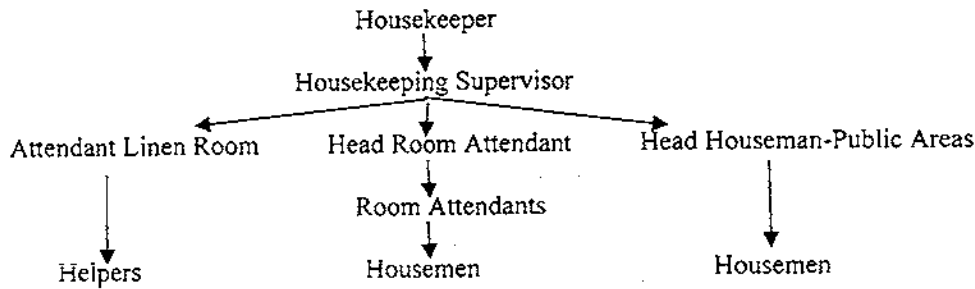 Housekeeper
Housekeeping Supervisor
Attendant Linen Room Head Room Attendant Head Houseman-Public Areas
Room Attendants
Helpers Housemen Housemen